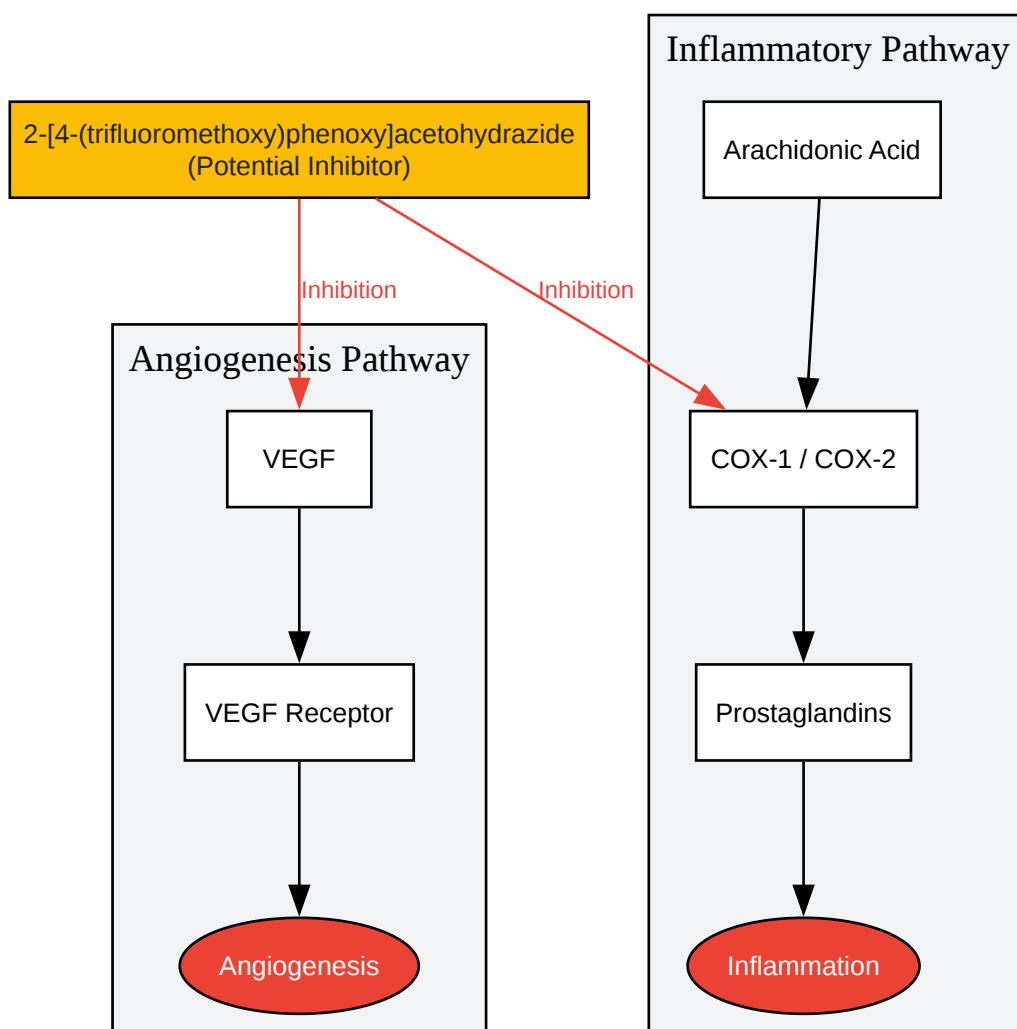 Inflammatory Pathway
2-[4-(trifluoromethoxy)phenoxy]acetohydrazide
(Potential Inhibitor)
Arachidonic Acid
Inhibition
Inhibition
Angiogenesis Pathway
VEGF
COX-1 / COX-2
VEGF Receptor
Prostaglandins
Angiogenesis
Inflammation